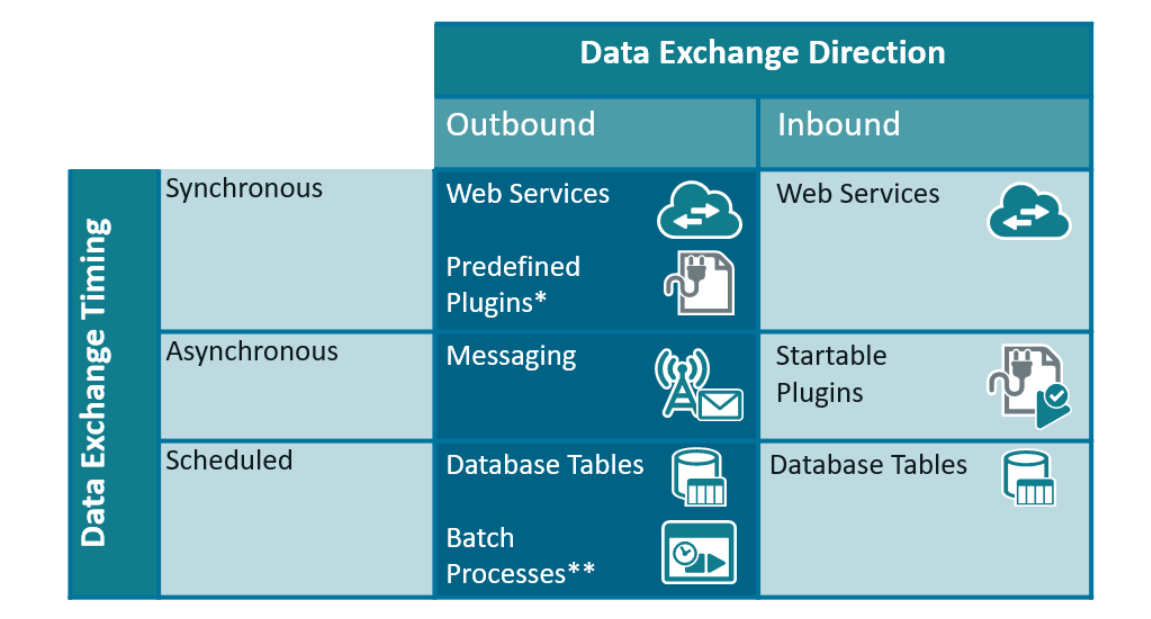 Data Exchange Direction
Outbound
Inbound
Data Exchange Timing
Synchronous
Web Services
Predefined
Plugins*
Web Services
Asynchronous
Messaging
Startable
Plugins
Scheduled
Database Tables
Batch
Processes**
Database Tables